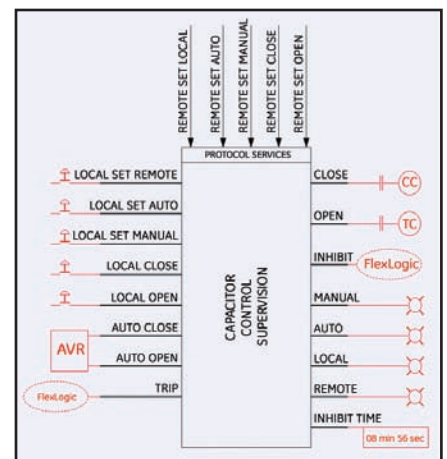 REMOTE SET LOCAL
REMOTE SET AUTO
REMOTE SET MANUAL
REMOTE SET CLOSE
REMOTE SET OPEN
PROTOCOL SERVICES
LOCAL SET REMOTE
LOCAL SET AUTO
LOCAL SET MANUAL
LOCAL CLOSE
LOCAL OPEN
AUTO CLOSE
AVR
AUTO OPEN
TRIP
FlexLogic
CAPACITOR
CONTROL
SUPERVISION
CLOSE
CC
OPEN
TC
INHIBIT
FlexLogic
MANUAL
AUTO
LOCAL
REMOTE
INHIBIT TIME
08 min 56 sec